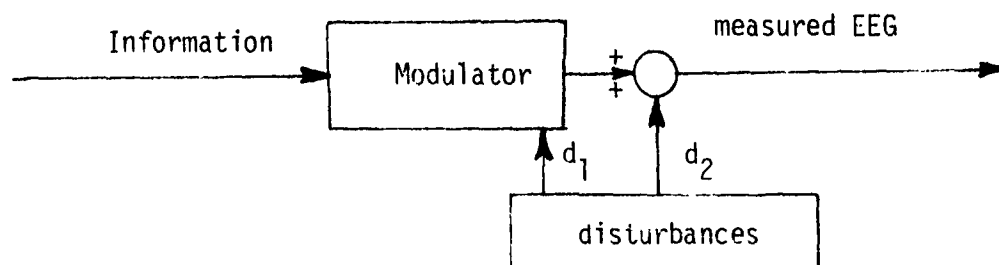 measured EEG
Information
Modulator
+
+
d1
d2
disturbances